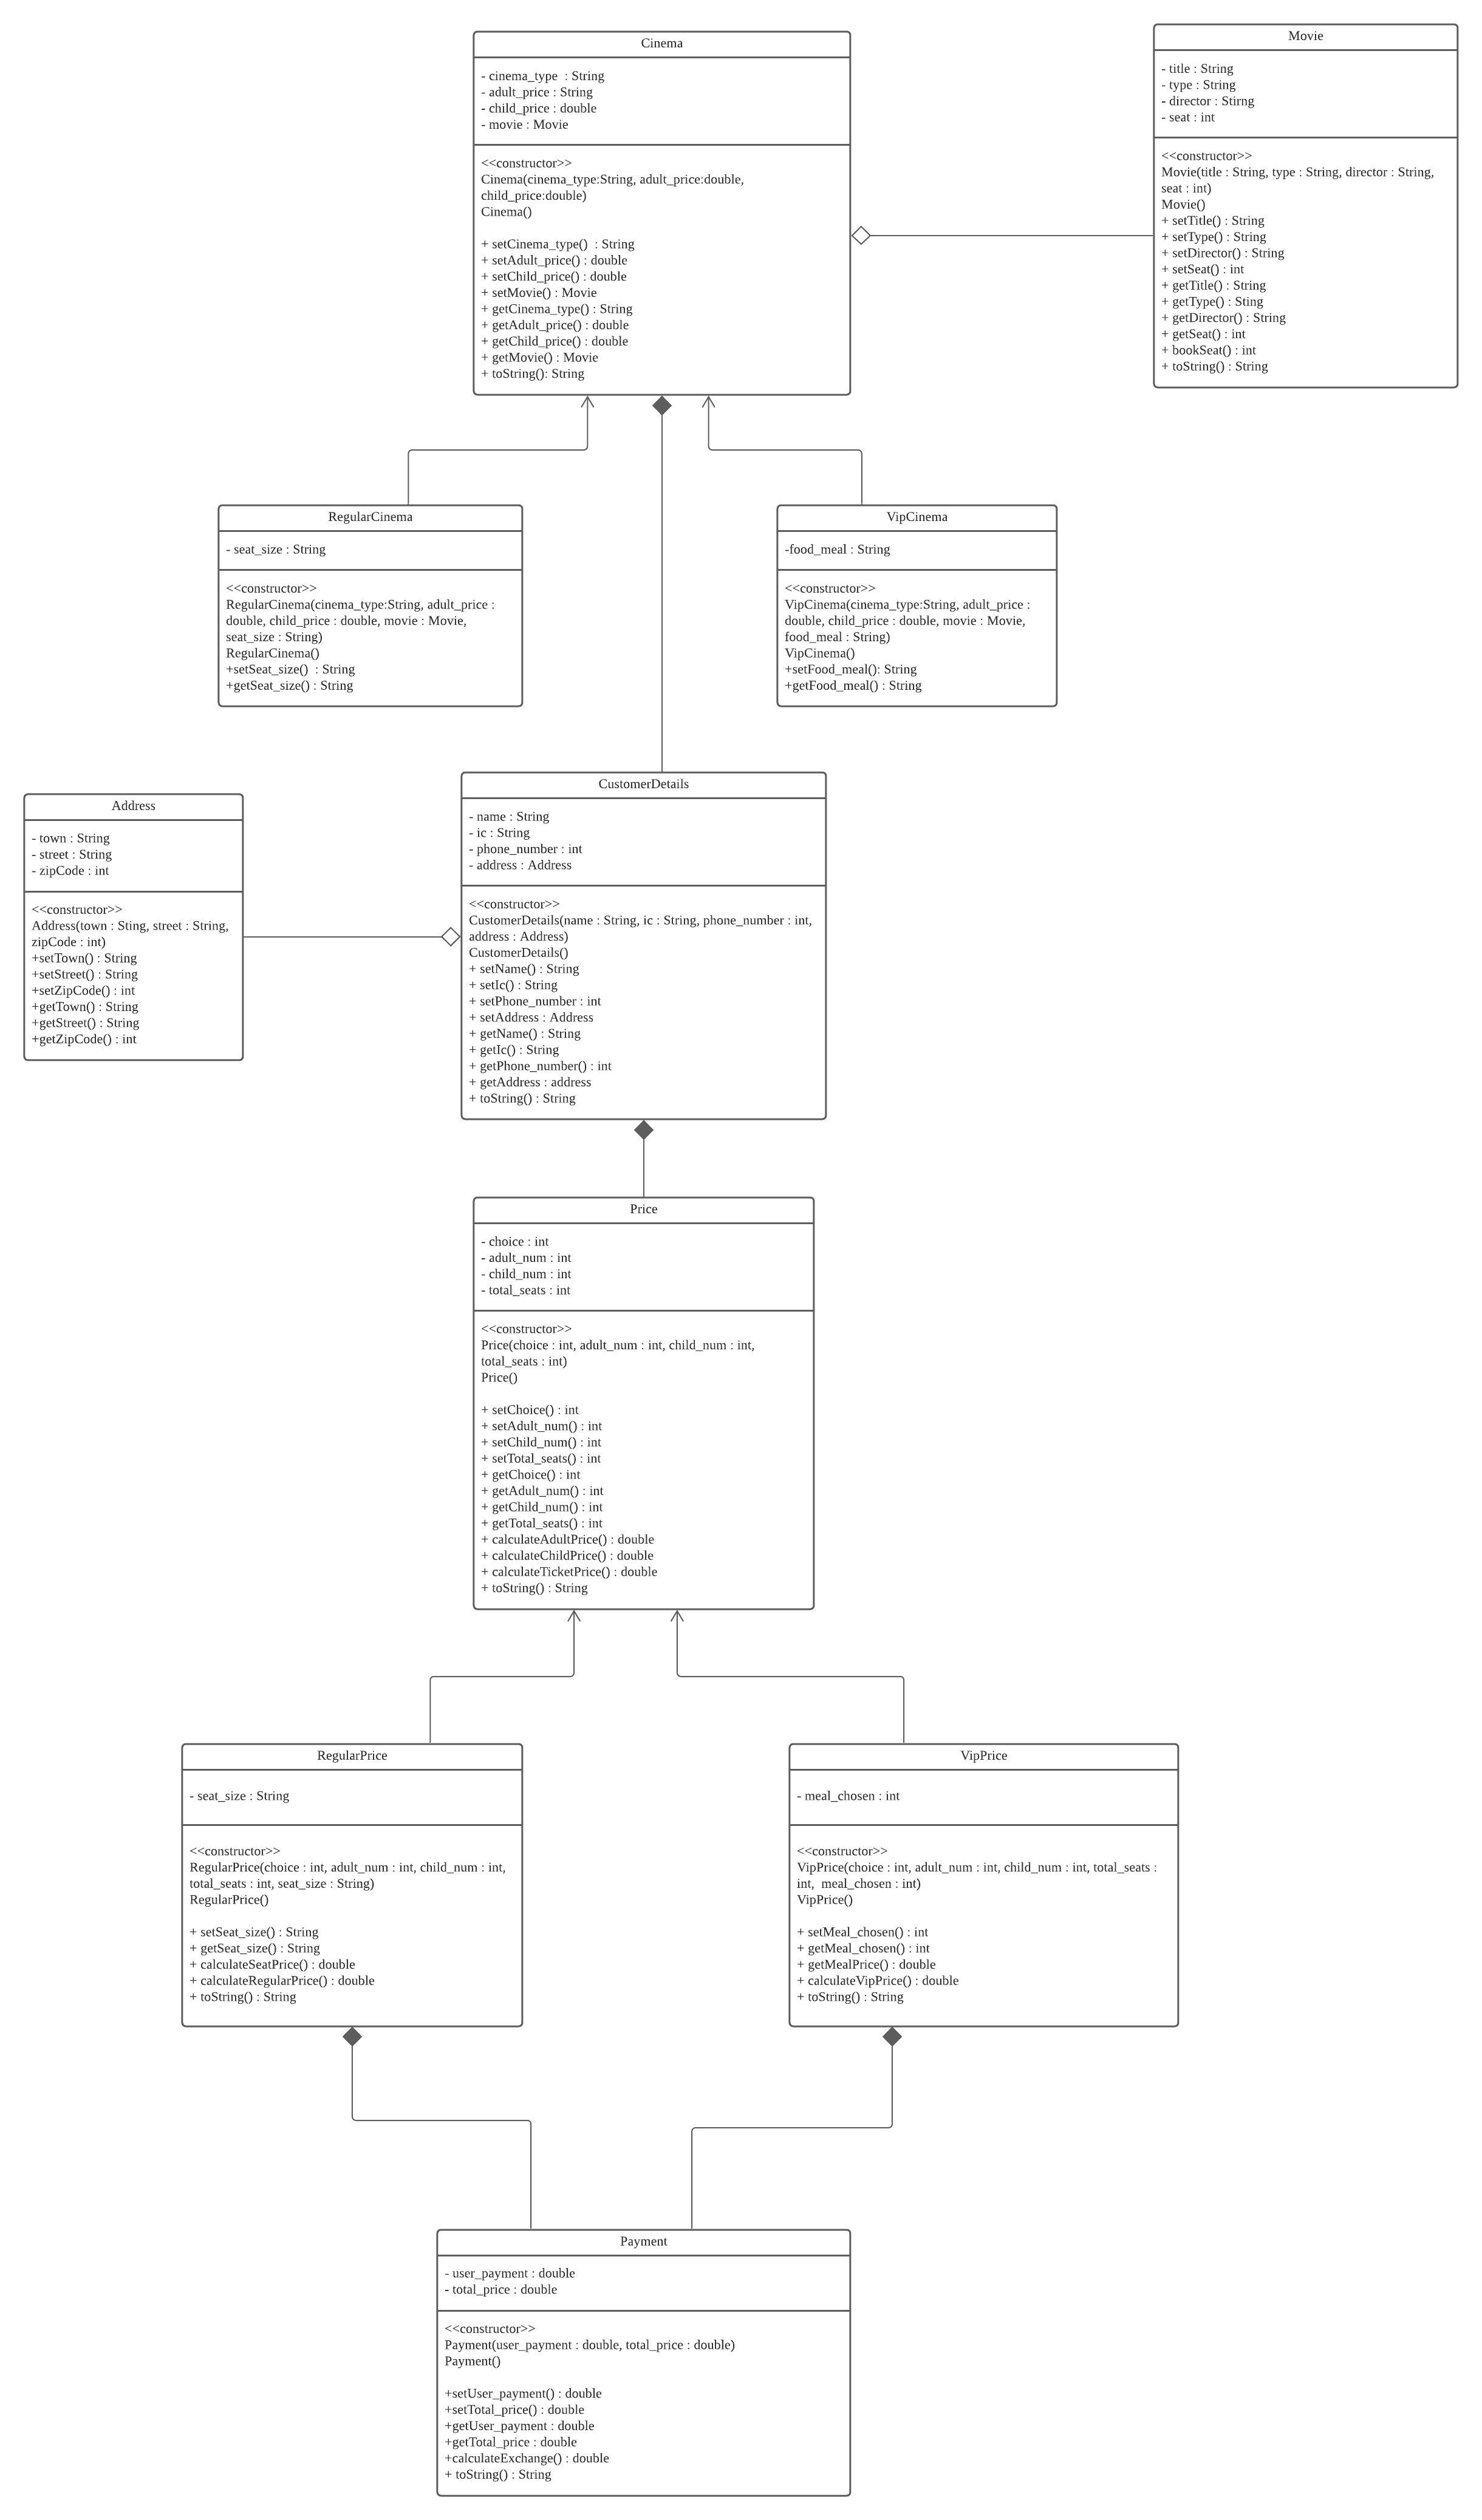 Cinema
- cinema_type  : String
- adult_price : String
- child_price : double
- movie : Movie
<<constructor>>
Cinema(cinema_type:String, adult_price:double,
child_price:double)
Cinema()
+ setCinema_type()  : String
+ setAdult_price() : double
+ setChild_price() : double
+ setMovie() : Movie
+ getCinema_type() : String
+ getAdult_price() : double
+ getChild_price() : double
+ getMovie() : Movie
+ toString(): String
Movie
- title : String
- type : String
- director : Stirng
- seat : int
<<constructor>>
Movie(title : String, type : String, director : String,
seat : int)
Movie()
+ setTitle() : String
+ setType() : String
+ setDirector() : String
+ setSeat() : int
+ getTitle() : String
+ getType() : Sting
+ getDirector() : String
+ getSeat() : int
+ bookSeat() : int
+ toString() : String
RegularCinema
- seat_size : String
<<constructor>>
RegularCinema(cinema_type:String, adult_price :
double, child_price : double, movie : Movie,
seat_size : String)
RegularCinema()
+setSeat_size()  : String
+getSeat_size() : String
VipCinema
-food_meal : String
<<constructor>>
VipCinema(cinema_type:String, adult_price :
double, child_price : double, movie : Movie,
food_meal : String)
VipCinema()
+setFood_meal(): String
+getFood_meal() : String
Address
- town : String
- street : String
- zipCode : int
<<constructor>>
Address(town : Sting, street : String,
zipCode : int)
+setTown() : String
+setStreet() : String
+setZipCode() : int
+getTown() : String
+getStreet() : String
+getZipCode() : int
CustomerDetails
- name : String
- ic : String
- phone_number : int
- address : Address
<<constructor>>
CustomerDetails(name : String, ic : String, phone_number : int,
address : Address)
CustomerDetails()
+ setName() : String
+ setIc() : String
+ setPhone_number : int
+ setAddress : Address
+ getName() : String
+ getIc() : String
+ getPhone_number() : int
+ getAddress : address
+ toString() : String
Price
- choice : int
- adult_num : int
- child_num : int
- total_seats : int
<<constructor>>
Price(choice : int, adult_num : int, child_num : int,
total_seats : int)
Price()
+ setChoice() : int
+ setAdult_num() : int
+ setChild_num() : int
+ setTotal_seats() : int
+ getChoice() : int
+ getAdult_num() : int
+ getChild_num() : int
+ getTotal_seats() : int
+ calculateAdultPrice() : double
+ calculateChildPrice() : double
+ calculateTicketPrice() : double
+ toString() : String
RegularPrice
- seat_size : String
<<constructor>>
RegularPrice(choice : int, adult_num : int, child_num : int,
total_seats : int, seat_size : String)
RegularPrice()
+ setSeat_size() : String
+ getSeat_size() : String
+ calculateSeatPrice() : double
+ calculateRegularPrice() : double
+ toString() : String
VipPrice
- meal_chosen : int
<<constructor>>
VipPrice(choice : int, adult_num : int, child_num : int, total_seats :
int,  meal_chosen : int)
VipPrice()
+ setMeal_chosen() : int
+ getMeal_chosen() : int
+ getMealPrice() : double
+ calculateVipPrice() : double
+ toString() : String
Payment
- user_payment : double
- total_price : double
<<constructor>>
Payment(user_payment : double, total_price : double)
Payment()
+setUser_payment() : double
+setTotal_price() : double
+getUser_payment : double
+getTotal_price : double
+calculateExchange() : double
+ toString() : String